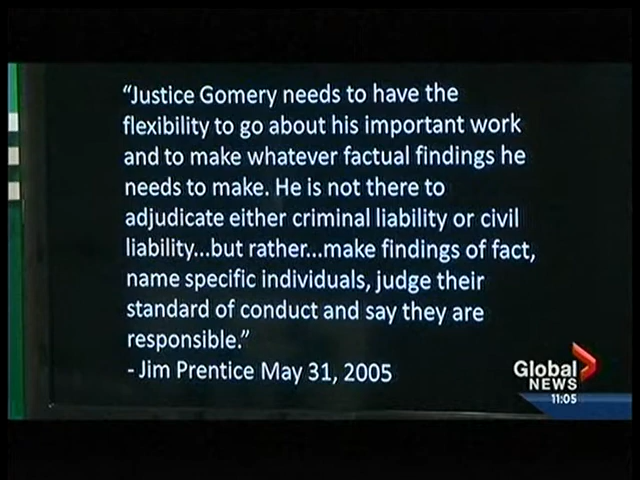 “Justice Gomery needs to have the
flexibility to go about his important work
and to make whatever factual findings he
needs to make. He is not there to
adjudicate either criminal liability or civil
liability...but rather...make findings of fact,
name specific individuals, judge their
standard of conduct and say they are
responsible.”
- Jim Prentice May 31, 2005
Global
NEWS
11:05